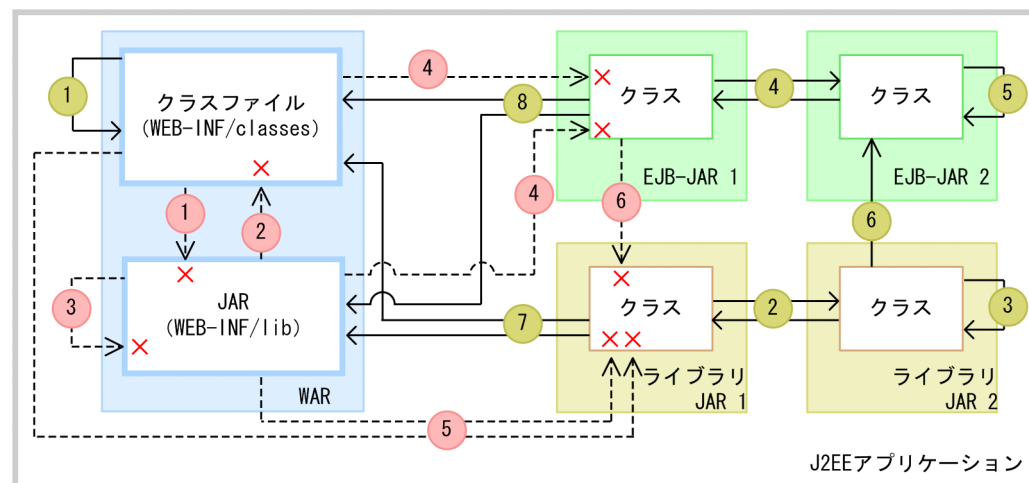 4
1
クラスファイル
(WEB-INF/classes)
8
クラス
4
クラス
5
EJB-JAR 1
EJB-JAR 2
1
2
4
6
6
3
JAR
(WEB-INF/lib)
7
クラス
2
クラス
3
WAR
ライブラリ
JAR 1
ライブラリ
JAR 2
5
J2EEアプリケーション